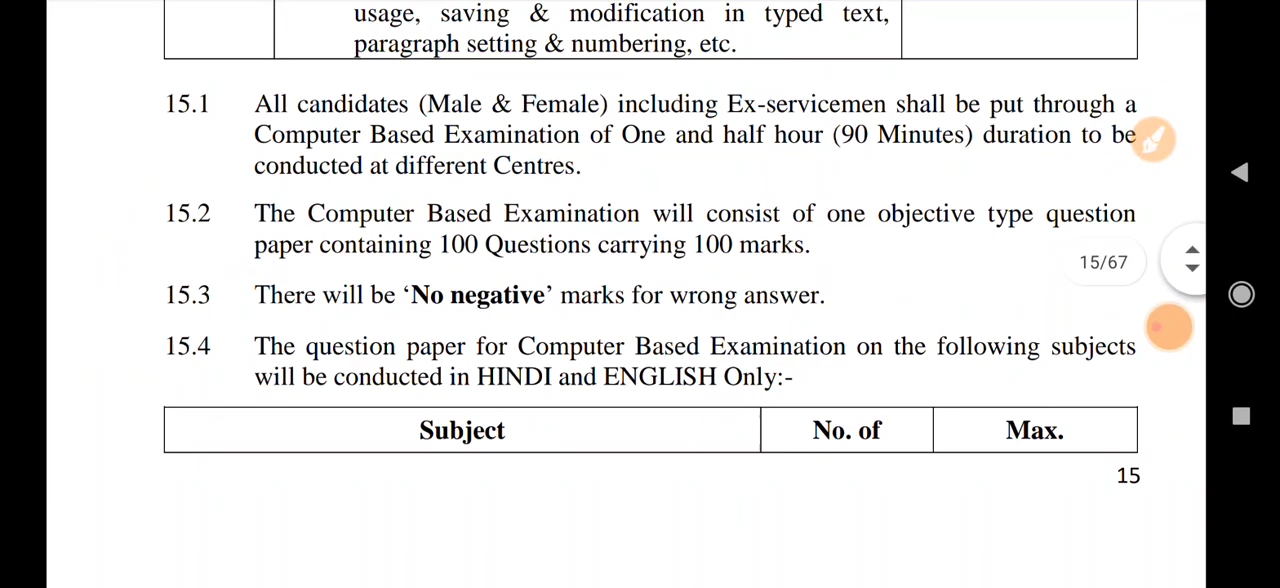 usage, saving & modification in typed text,
paragraph setting & numbering, etc.
15.1 All candidates (Male & Female) including Ex-servicemen shall be put through a
Computer Based Examination of One and half hour (90 Minutes) duration to be
conducted at different Centres.
15.2 The Computer Based Examination will consist of one objective type question
paper containing 100 Questions carrying 100 marks.
15/67
15.3 There will be ‘No negative’ marks for wrong answer.
15.4 The question paper for Computer Based Examination on the following subjects
will be conducted in HINDI and ENGLISH Only:-
Subject No. of Max.
15